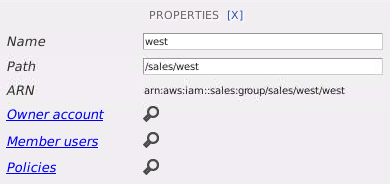 PROPERTIES [X]
Name west
Path /sales/west
ARN arn:aws:iam::sales:group/sales/west/west
Owner account
Member users
Policies